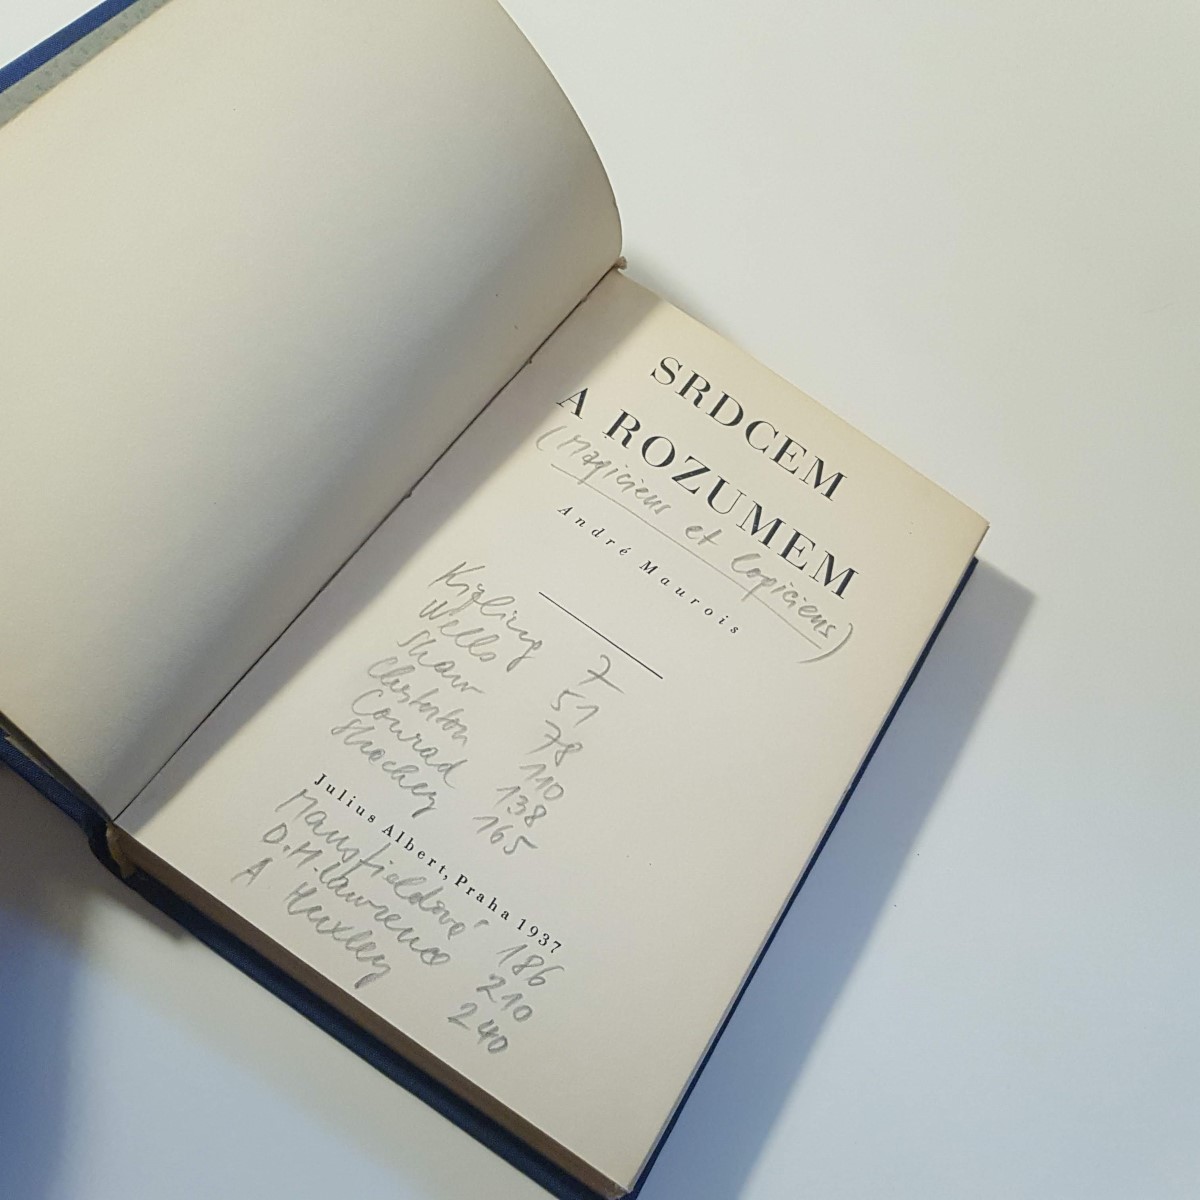 SRDCEM
A ROZUMEM
(Magiciens et Logiciens)
André Maurois
Kipling 7
Wells 51
Shaw 78
Chesterton 110
Conrad 138
Strachey 165
Julius Albert, Praha 1937
Mansfieldová 186
D.H. Lawrence 210
A Huxley 240